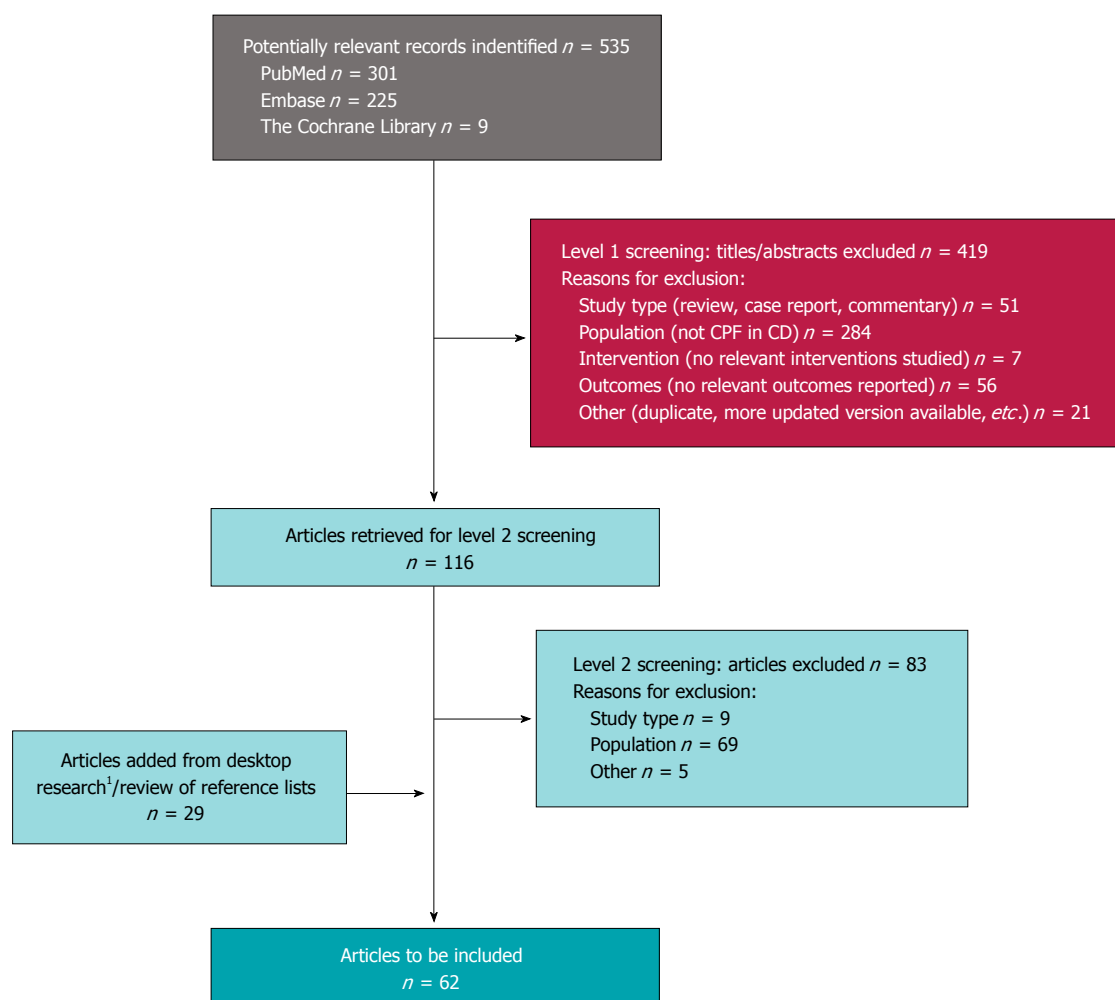 Potentially relevant records indentified n = 535
PubMed n = 301
Embase n = 225
The Cochrane Library n = 9
Level 1 screening: titles/abstracts excluded n = 419
Reasons for exclusion:
Study type (review, case report, commentary) n = 51
Population (not CPF in CD) n = 284
Intervention (no relevant interventions studied) n = 7
Outcomes (no relevant outcomes reported) n = 56
Other (duplicate, more updated version available, etc.) n = 21
Articles retrieved for level 2 screening
n = 116
Level 2 screening: articles excluded n = 83
Reasons for exclusion:
Study type n = 9
Population n = 69
Other n = 5
Articles added from desktop
research¹/review of reference lists
n = 29
Articles to be included
n = 62